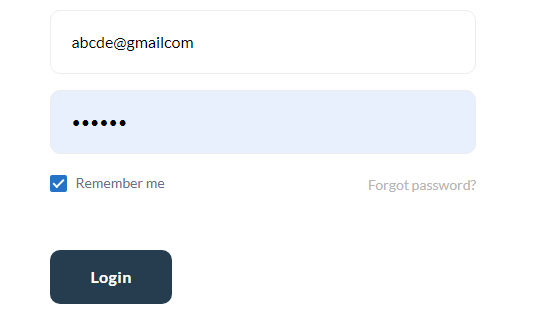 abcde@gmailcom
••••••
Remember me
Forgot password?
Login